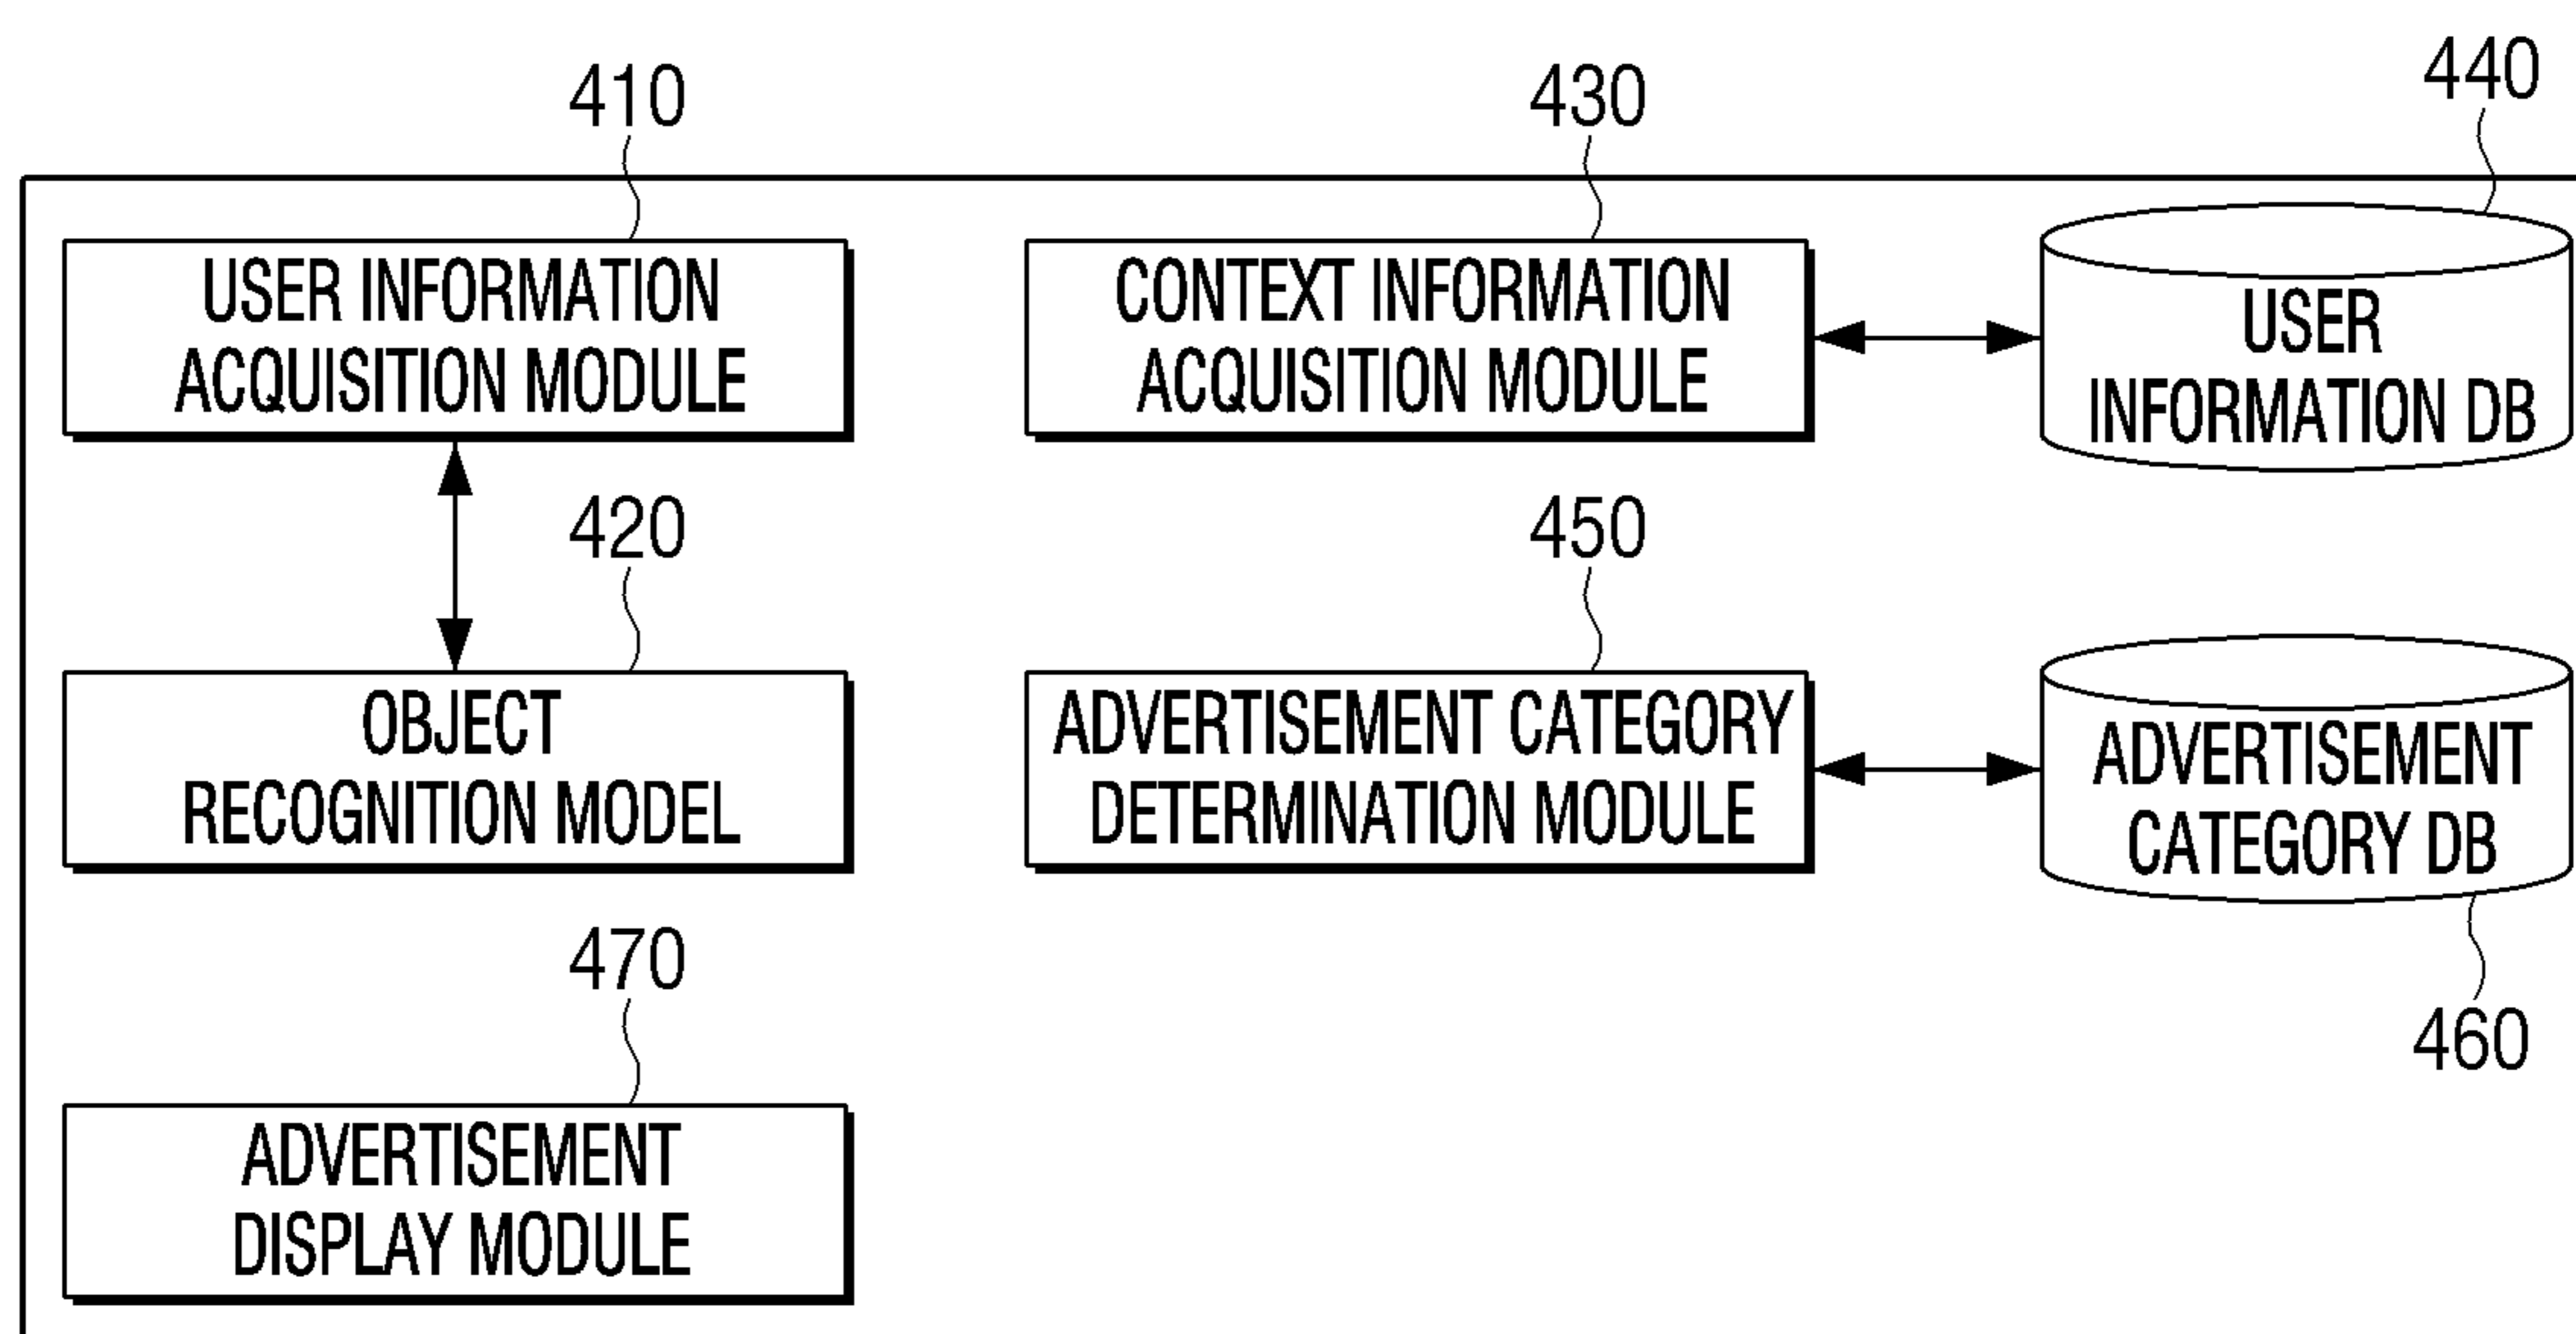 410
430
440
USER INFORMATION
ACQUISITION MODULE
CONTEXT INFORMATION
ACQUISITION MODULE
USER
INFORMATION DB
420
450
OBJECT
RECOGNITION MODEL
ADVERTISEMENT CATEGORY
DETERMINATION MODULE
ADVERTISEMENT
CATEGORY DB
470
460
ADVERTISEMENT
DISPLAY MODULE